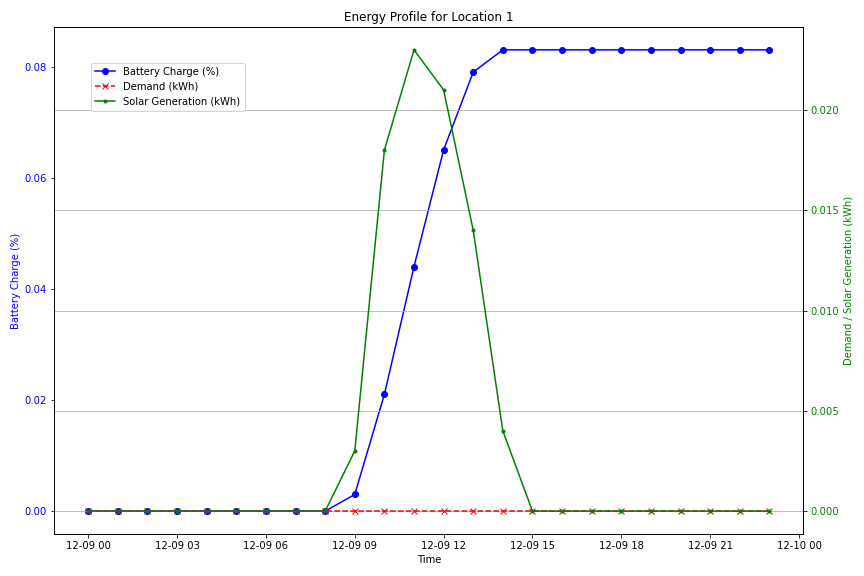 Energy Profile for Location 1
Battery Charge (%)
Demand (kWh)
Solar Generation (kWh)
0.08
0.06
0.04
0.02
0.00
Battery Charge (%)
0.020
0.015
0.010
0.005
0.000
Demand / Solar Generation (kWh)
12-09 00 12-09 03 12-09 06 12-09 09 12-09 12 12-09 15 12-09 18 12-09 21 12-10 00
Time